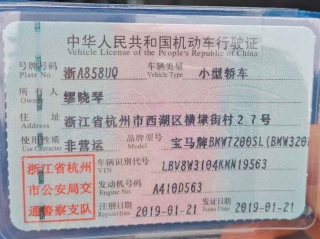 中华人民共和国机动车行驶证
Vehicle License of the People's Republic of China
号牌号码 浙A858UQ 车辆类型 小型轿车
Plate No. Vehicle Type
所有人 缪晓琴
Owner
住址 浙江省杭州市西湖区横埭街村27号
Address
使用性质 非营运 品牌型号 宝马牌BMW7200SL(BMW320
Use Character Model
浙江省杭州 车辆识别代号 LBV8W3104KMN19563
VIN
市公安局交 发动机号码 A410D563
Engine No.
通警察支队 注册日期 2019-01-21 发证日期 2019-01-21
Register Date Issue Date